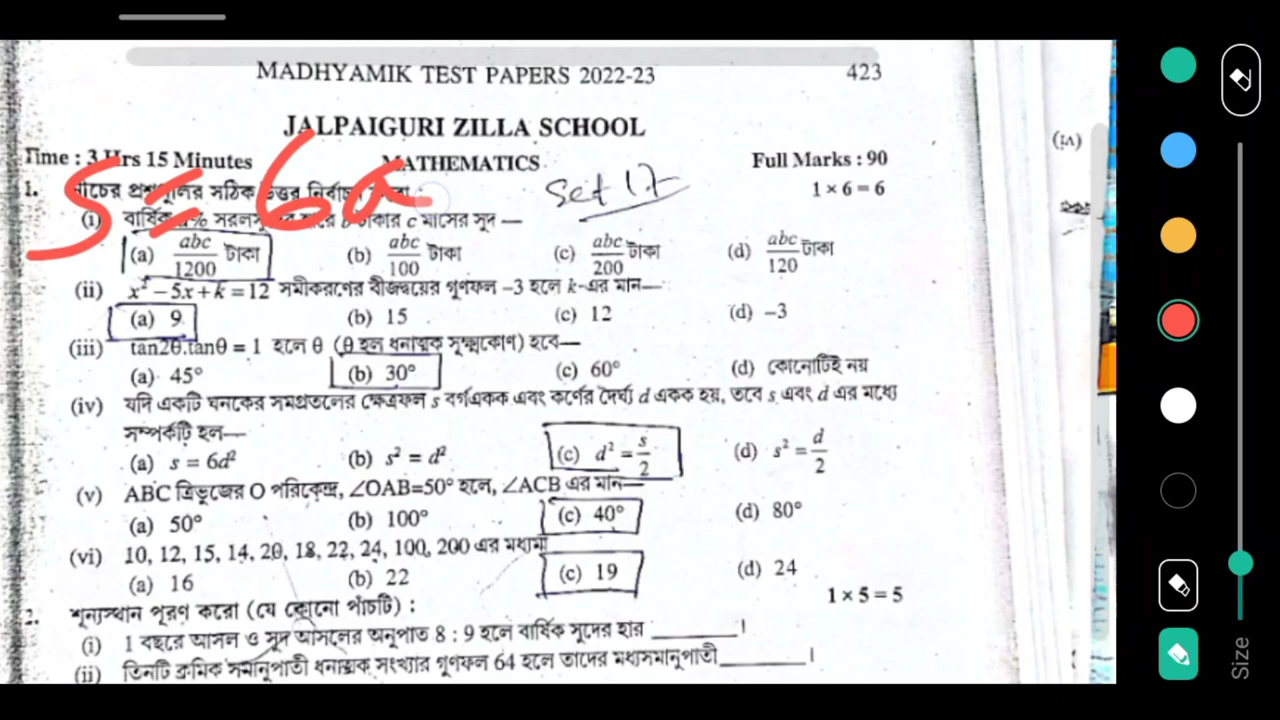 MADHYAMIK TEST PAPERS 2022-23 423
JALPAIGURI ZILLA SCHOOL
Time : 3 Hrs 15 Minutes MATHEMATICS Full Marks : 90
S = 6a
Set 17
1. প্রশ্নগুলির সঠিক উত্তর 1 × 6 = 6
(i) বার্ষিক % হারে b টাকার c মাসের সুদ —
(a) abc/1200 টাকা (b) abc/100 টাকা (c) abc/200 টাকা (d) abc/120 টাকা
(ii) x² − 5x + k = 12 সমীকরণের বীজদ্বয়ের গুণফল −3 হলে k-এর মান—
(a) 9 (b) 15 (c) 12 (d) −3
(iii) tan2θ.tanθ = 1 হলে θ (θ হল ধনাত্মক সূক্ষ্মকোণ) হবে—
(a) 45° (b) 30° (c) 60° (d) কোনোটিই নয়
(iv) যদি একটি ঘনকের সমগ্রতলের ক্ষেত্রফল s বর্গএকক এবং কর্ণের দৈর্ঘ্য d একক হয়, তবে s এবং d এর মধ্যে
সম্পর্কটি হল—
(a) s = 6d² (b) s² = d² (c) d² = s/2 (d) s² = d/2
(v) ABC ত্রিভুজের O পরিকেন্দ্র, ∠OAB=50° হলে, ∠ACB এর মান—
(a) 50° (b) 100° (c) 40° (d) 80°
(vi) 10, 12, 15, 14, 20, 18, 22, 24, 100, 200 এর মধ্যমা
(a) 16 (b) 22 (c) 19 (d) 24
2. শূন্যস্থান পূরণ করো (যে কোনো পাঁচটি) : 1 × 5 = 5
(i) 1 বছরে আসল ও সুদ আসলের অনুপাত 8 : 9 হলে বার্ষিক সুদের হার ________।
(ii) তিনটি ক্রমিক সমানুপাতী ধনাত্মক সংখ্যার গুণফল 64 হলে তাদের মধ্যসমানুপাতী ________।
Size